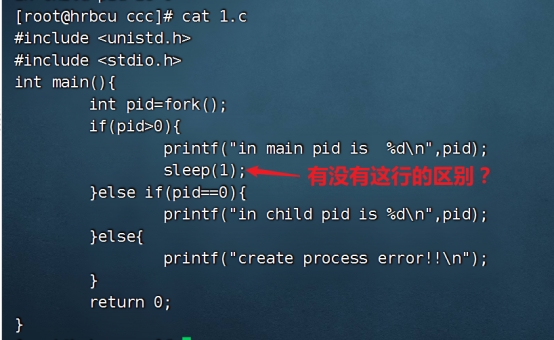 [root@hrbcu ccc]# cat 1.c
#include <unistd.h>
#include <stdio.h>
int main(){
        int pid=fork();
        if(pid>0){
                printf("in main pid is  %d\n",pid);
                sleep(1); 有没有这行的区别？
        }else if(pid==0){
                printf("in child pid is %d\n",pid);
        }else{
                printf("create process error!!\n");
        }
        return 0;
}